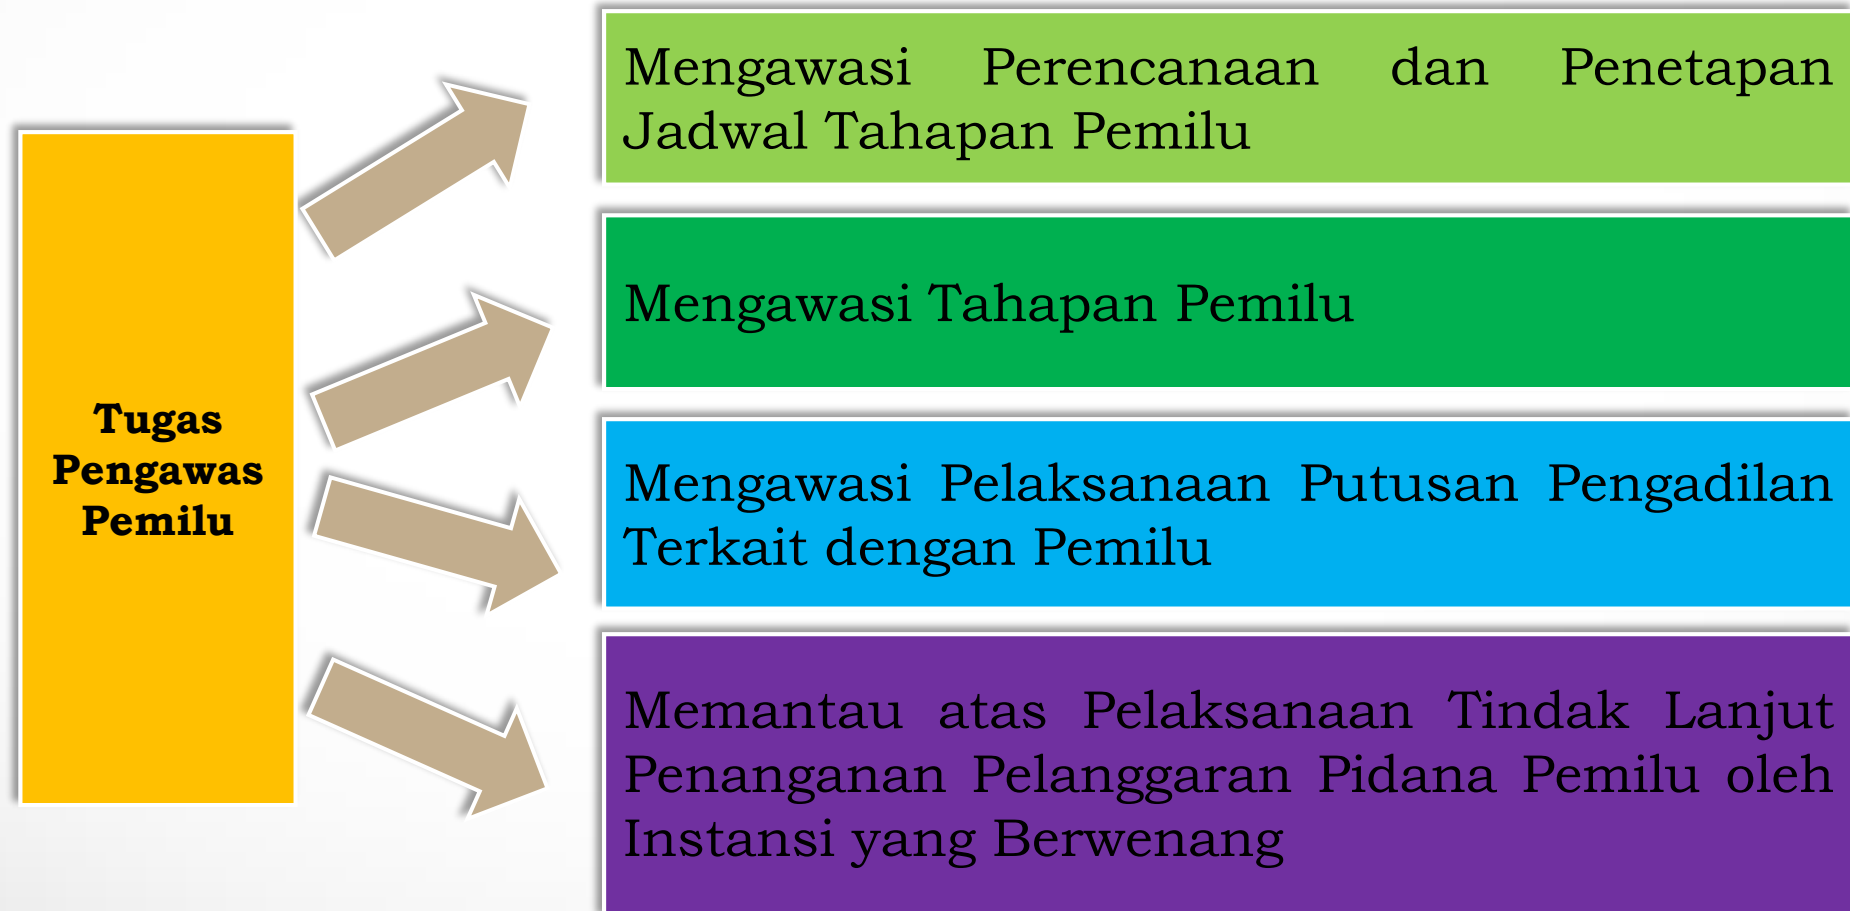 Tugas
Pengawas
Pemilu
Mengawasi Perencanaan dan Penetapan
Jadwal Tahapan Pemilu
Mengawasi Tahapan Pemilu
Mengawasi Pelaksanaan Putusan Pengadilan
Terkait dengan Pemilu
Memantau atas Pelaksanaan Tindak Lanjut
Penanganan Pelanggaran Pidana Pemilu oleh
Instansi yang Berwenang